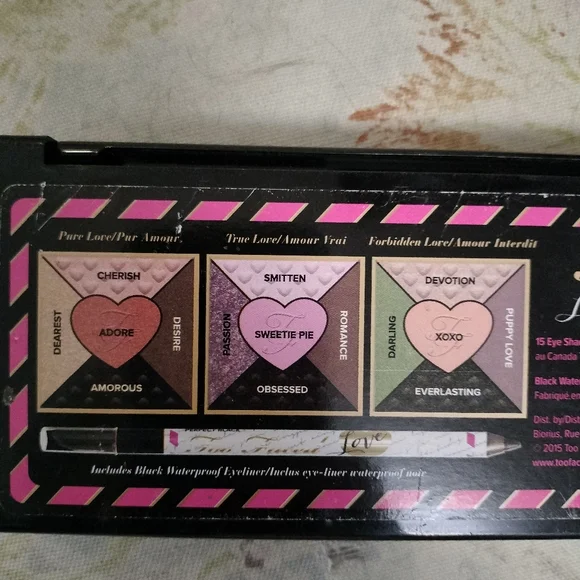 Pure Love/Pur Amour
True Love/Amour Vrai
Forbidden Love/Amour Interdit
CHERISH
DEAREST
ADORE
DESIRE
AMOROUS
SMITTEN
PASSION
SWEETIE PIE
ROMANCE
OBSESSED
DEVOTION
DARLING
XOXO
PUPPY LOVE
EVERLASTING
15 Eye Sha
au Canada
Black Wate
Fabriqué en
Dist. by/Dist
Biorius, Rue
© 2015 Too
www.toofac
PERFECT BLACK
Too Faced Love
Includes Black Waterproof Eyeliner/Inclus eye-liner waterproof noir